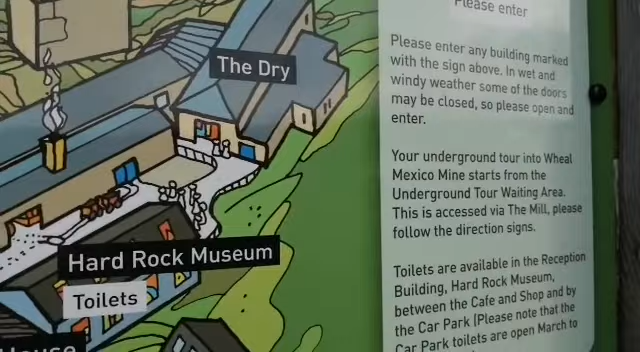 The Dry
Hard Rock Museum
Toilets
House
Please enter
Please enter any building marked
with the sign above. In wet and
windy weather some of the doors
may be closed, so please open and
enter.
Your underground tour into Wheal
Mexico Mine starts from the
Underground Tour Waiting Area.
This is accessed via The Mill, please
follow the direction signs.
Toilets are available in the Reception
Building, Hard Rock Museum,
between the Cafe and Shop and by
the Car Park (Please note that the
Car Park toilets are open March to